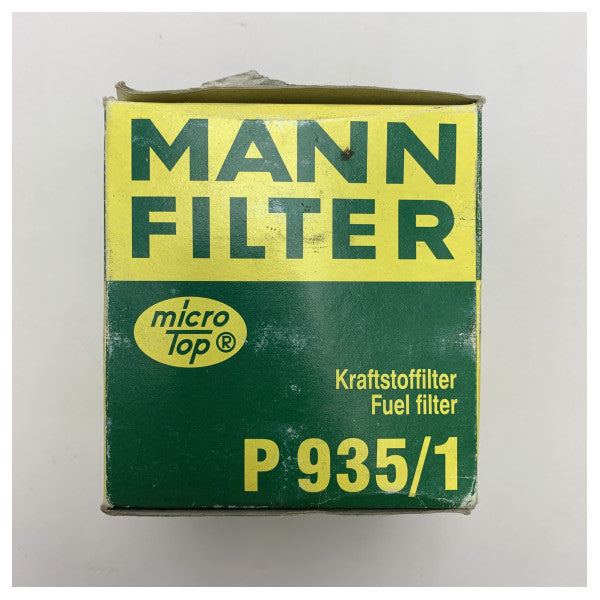 MANN
FILTER
micro
Top®
Kraftstoffilter
Fuel filter
P 935/1